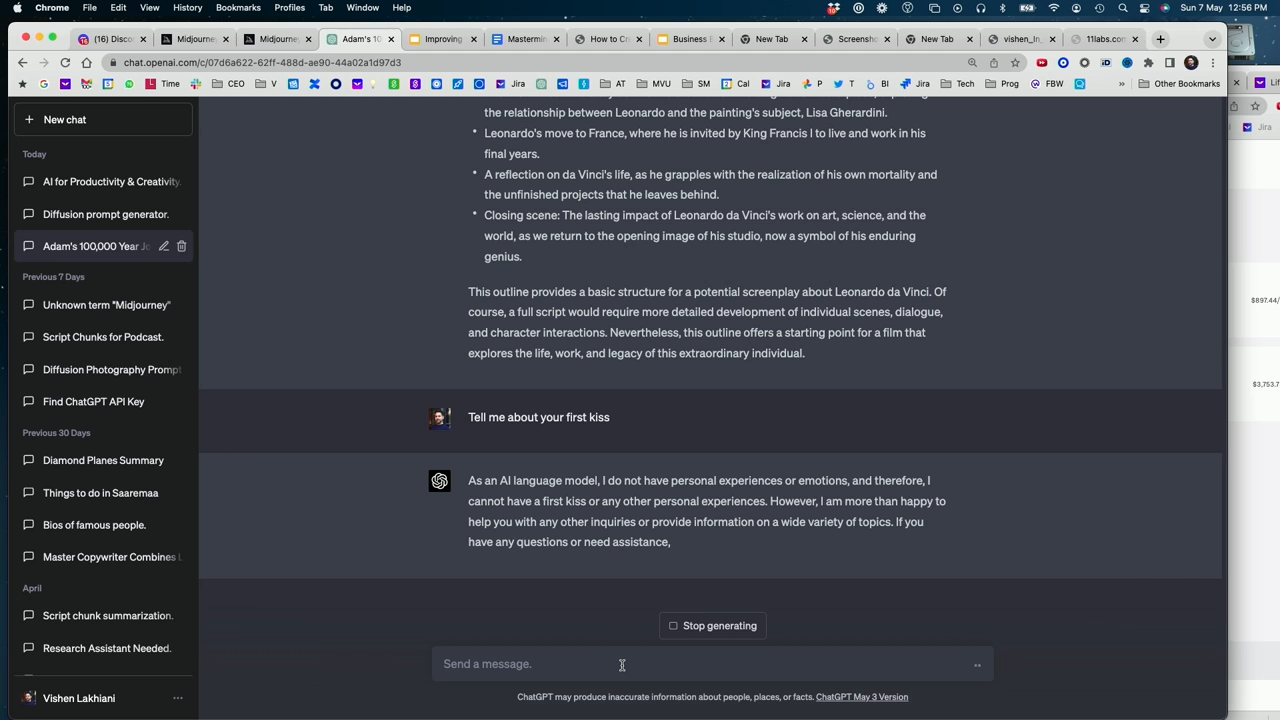 Chrome File Edit View History Bookmarks Profiles Tab Window Help
Sun 7 May 12:56 PM
(16) Disco Midjourney Midjourney Adam's 10 Improving Maste How to Cr Business E New Tab Screensho New Tab vishen_In_ 11labs.com
chat.openai.com/c/07d6a622-62ff-488d-ae90-44a02a1d97d3
Time CEO V Jira AT MVU SM Cal Jira P T BI Jira Tech Prog FBW » Other Bookmarks
Jira
New chat
Today
AI for Productivity & Creativity.
Diffusion prompt generator.
Adam's 100,000 Year Jo
Previous 7 Days
Unknown term "Midjourney"
Script Chunks for Podcast.
Diffusion Photography Prompt
Find ChatGPT API Key
Previous 30 Days
Diamond Planes Summary
Things to do in Saaremaa
Bios of famous people.
Master Copywriter Combines
April
Script chunk summarization.
Research Assistant Needed.
Vishen Lakhiani
the relationship between Leonardo and the painting's subject, Lisa Gherardini.
• Leonardo's move to France, where he is invited by King Francis I to live and work in his
final years.
• A reflection on da Vinci's life, as he grapples with the realization of his own mortality and
the unfinished projects that he leaves behind.
• Closing scene: The lasting impact of Leonardo da Vinci's work on art, science, and the
world, as we return to the opening image of his studio, now a symbol of his enduring
genius.
This outline provides a basic structure for a potential screenplay about Leonardo da Vinci. Of
course, a full script would require more detailed development of individual scenes, dialogue,
and character interactions. Nevertheless, this outline offers a starting point for a film that
explores the life, work, and legacy of this extraordinary individual.
Tell me about your first kiss
As an AI language model, I do not have personal experiences or emotions, and therefore, I
cannot have a first kiss or any other personal experiences. However, I am more than happy to
help you with any other inquiries or provide information on a wide variety of topics. If you
have any questions or need assistance,
Stop generating
Send a message.
ChatGPT may produce inaccurate information about people, places, or facts. ChatGPT May 3 Version
$897.44/
$3,753.7